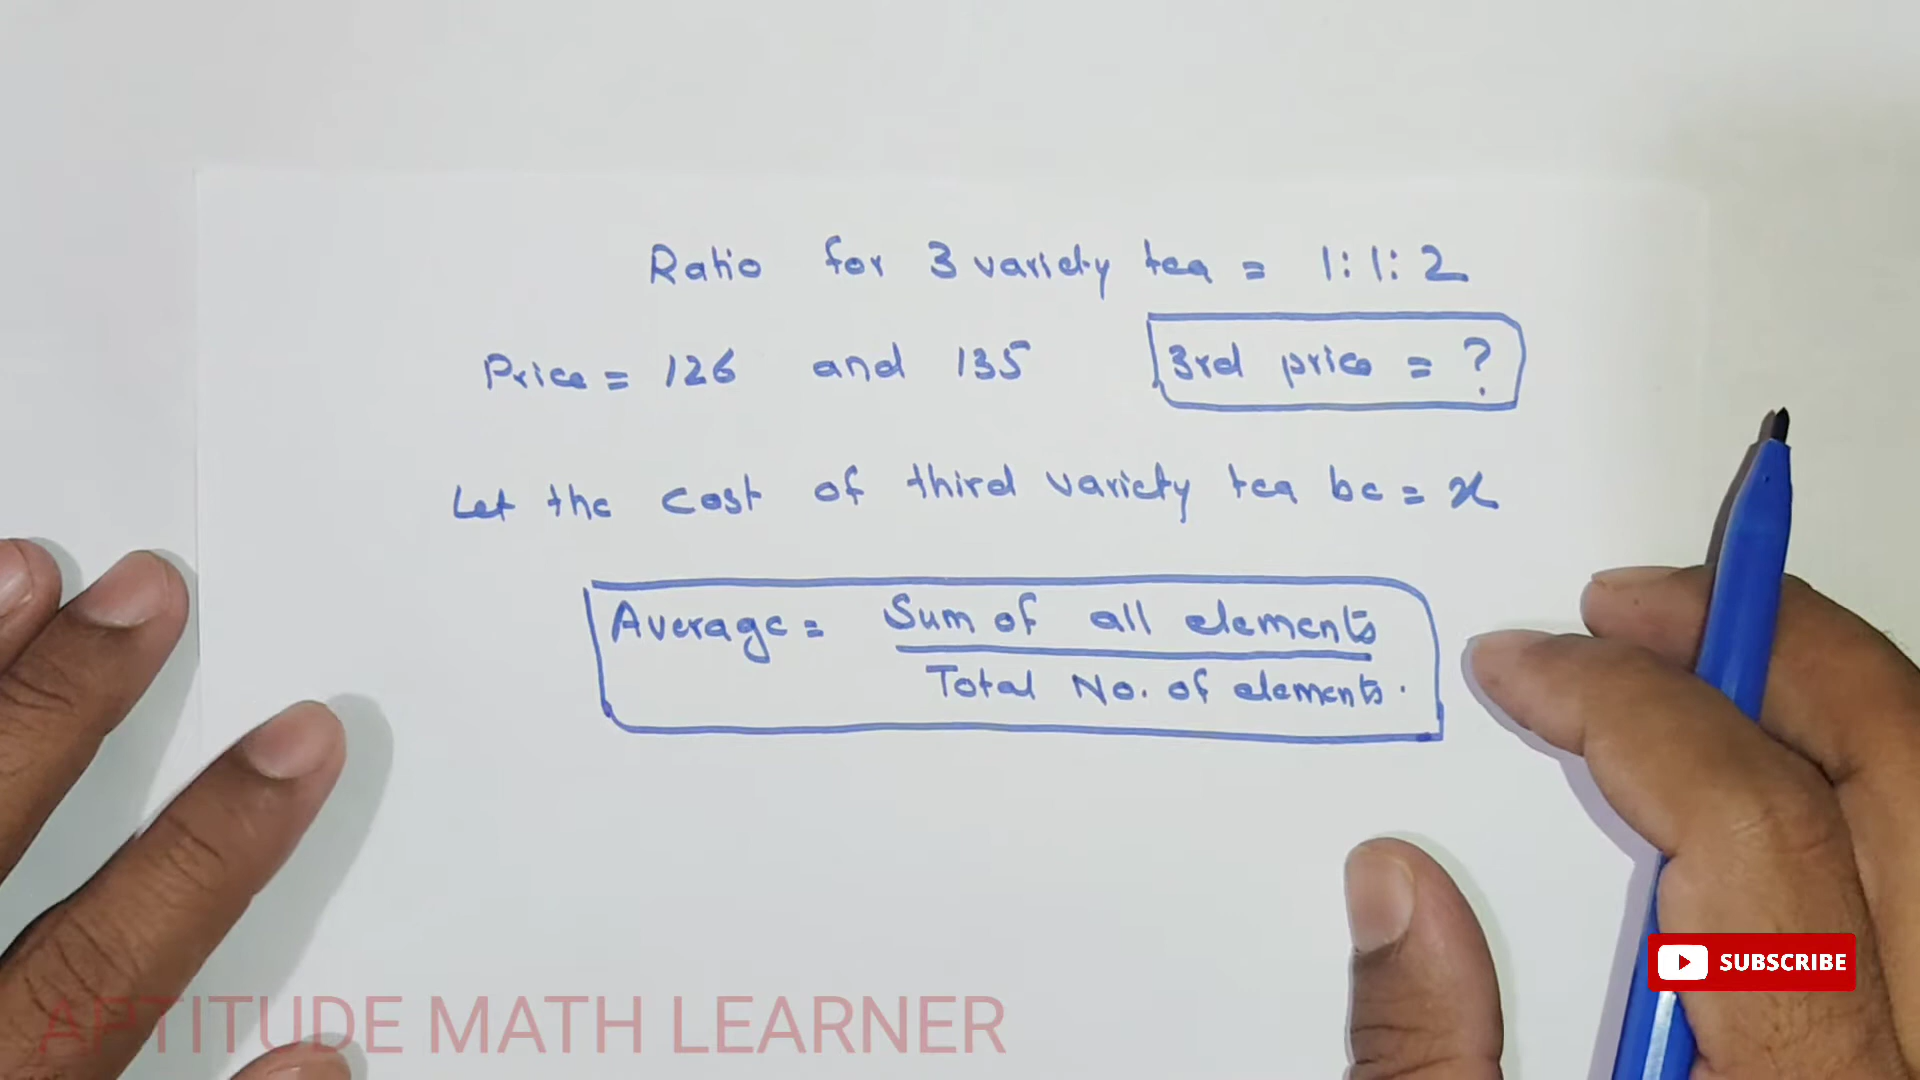 Ratio for 3 variety tea = 1:1:2
Price = 126 and 135 3rd price = ?
Let the cost of third variety tea be = x
Average = Sum of all elements
Total No. of elements.
SUBSCRIBE
APTITUDE MATH LEARNER